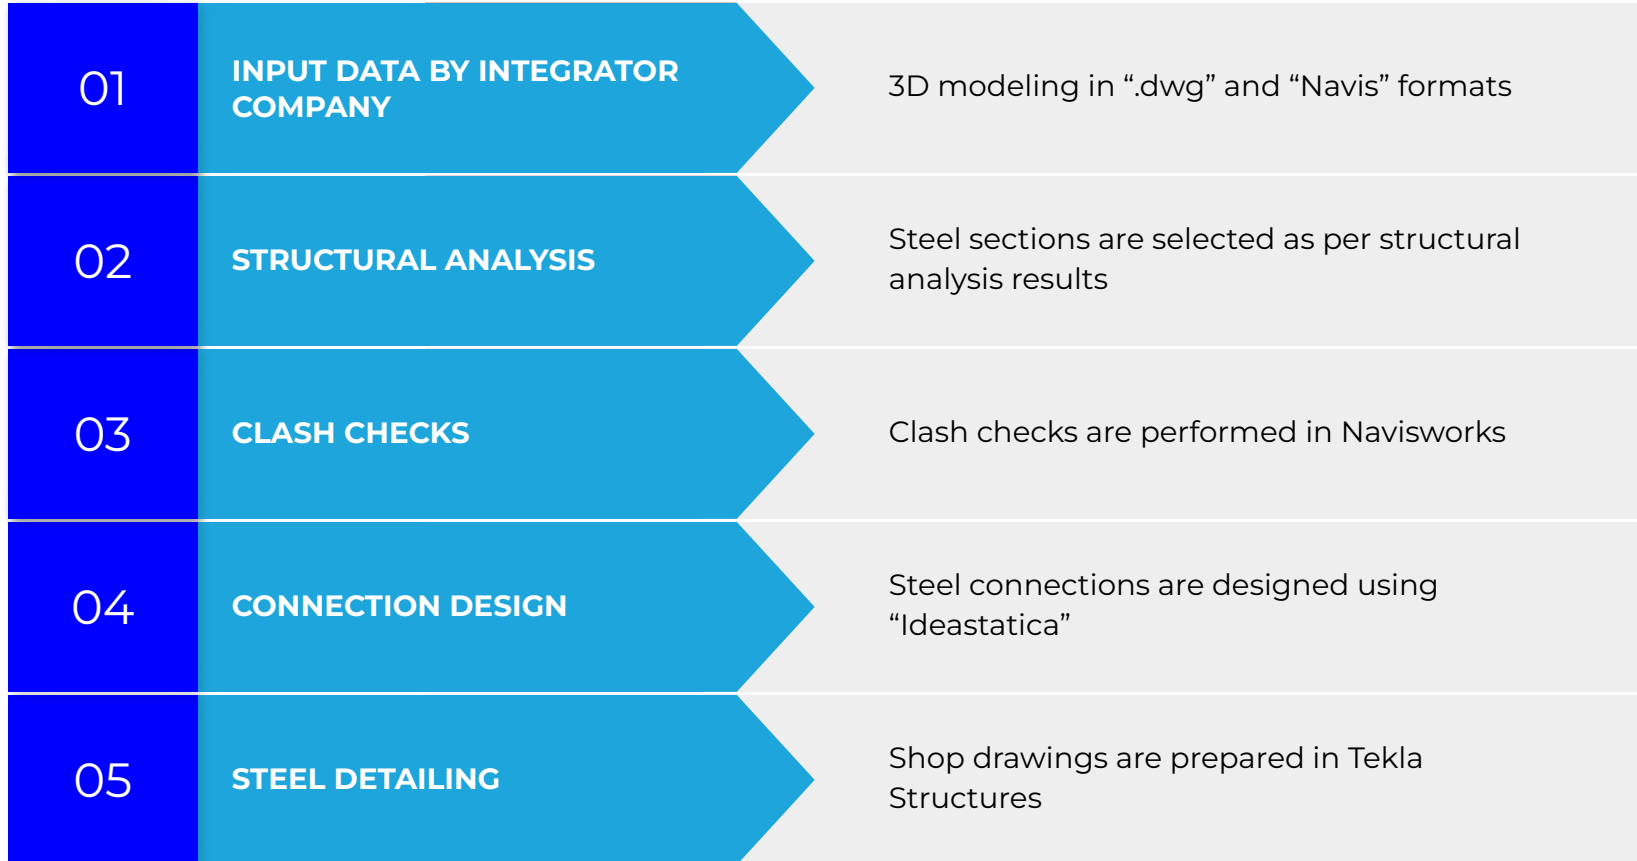 01
INPUT DATA BY INTEGRATOR
COMPANY
3D modeling in “.dwg” and “Navis” formats
02
STRUCTURAL ANALYSIS
Steel sections are selected as per structural
analysis results
03
CLASH CHECKS
Clash checks are performed in Navisworks
04
CONNECTION DESIGN
Steel connections are designed using
“Ideastatica”
05
STEEL DETAILING
Shop drawings are prepared in Tekla
Structures